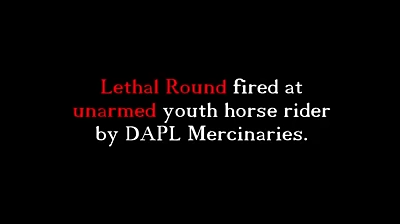 Lethal Round fired at
unarmed youth horse rider
by DAPL Mercinaries.